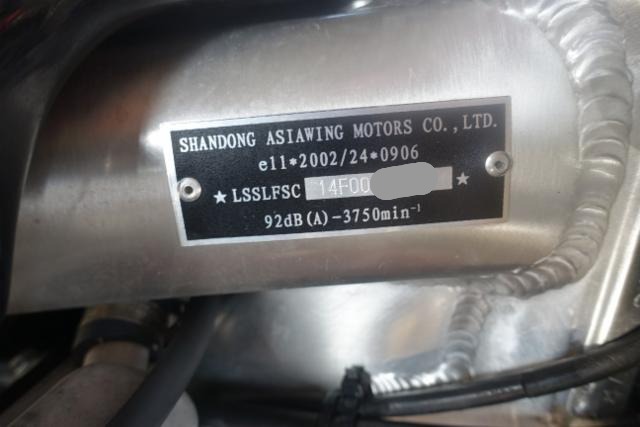 SHANDONG ASIAWING MOTORS CO.,LTD.
e11*2002/24*0906
★LSSLFSC 14F00 ★
92dB(A)-3750min⁻¹